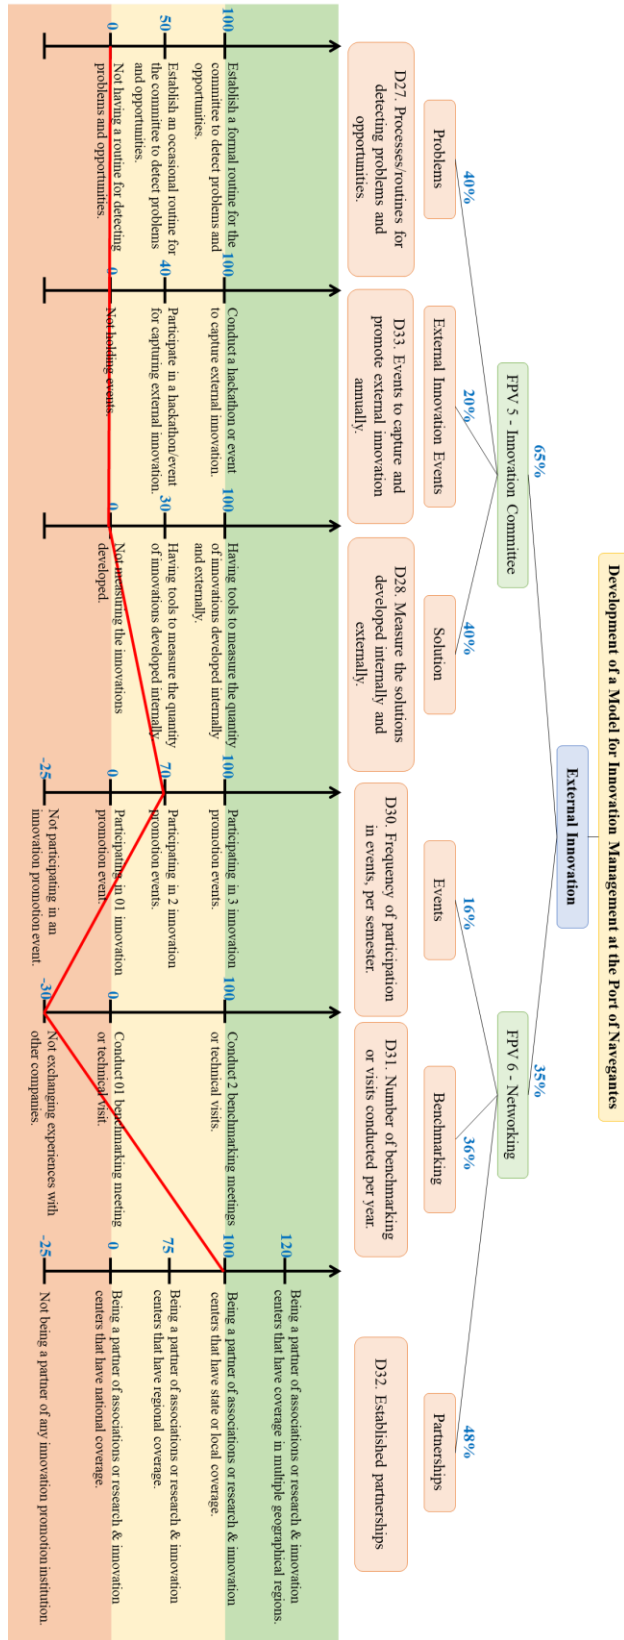 Development of a Model for Innovation Management at the Port of Navegantes
External Innovation
65%
35%
FPV 5 - Innovation Committee
FPV 6 - Networking
40%
20%
40%
16%
36%
48%
Problems
External Innovation Events
Solution
Events
Benchmarking
Partnerships
D27. Processes/routines for
detecting problems and
opportunities.
D33. Events to capture and
promote external innovation
annually.
D28. Measure the solutions
developed internally and
externally.
D30. Frequency of participation
in events, per semester.
D31. Number of benchmarking
or visits conducted per year.
D32. Established partnerships
100
Establish a formal routine for the
committee to detect problems and
opportunities.
50
Establish an occasional routine for
the committee to detect problems
and opportunities.
0
Not having a routine for detecting
problems and opportunities.
100
Conduct a hackathon or event
to capture external innovation.
40
Participate in a hackathon/event
for capturing external innovation.
0
Not holding events.
100
Having tools to measure the quantity
of innovations developed internally
and externally.
30
Having tools to measure the quantity
of innovations developed internally
0
Not measuring the innovations
developed.
100
Participating in 3 innovation
promotion events.
70
Participating in 2 innovation
promotion events.
0
Participating in 01 innovation
promotion event.
-25
Not participating in an
innovation promotion event.
100
Conduct 2 benchmarking meetings
or technical visits.
0
Conduct 01 benchmarking meeting
or technical visit.
-30
Not exchanging experiences with
other companies.
120
Being a partner of associations or research & innovation
centers that have coverage in multiple geographical regions.
100
Being a partner of associations or research & innovation
centers that have state or local coverage.
75
Being a partner of associations or research & innovation
centers that have regional coverage.
0
Being a partner of associations or research & innovation
centers that have national coverage.
-25
Not being a partner of any innovation promotion institution.